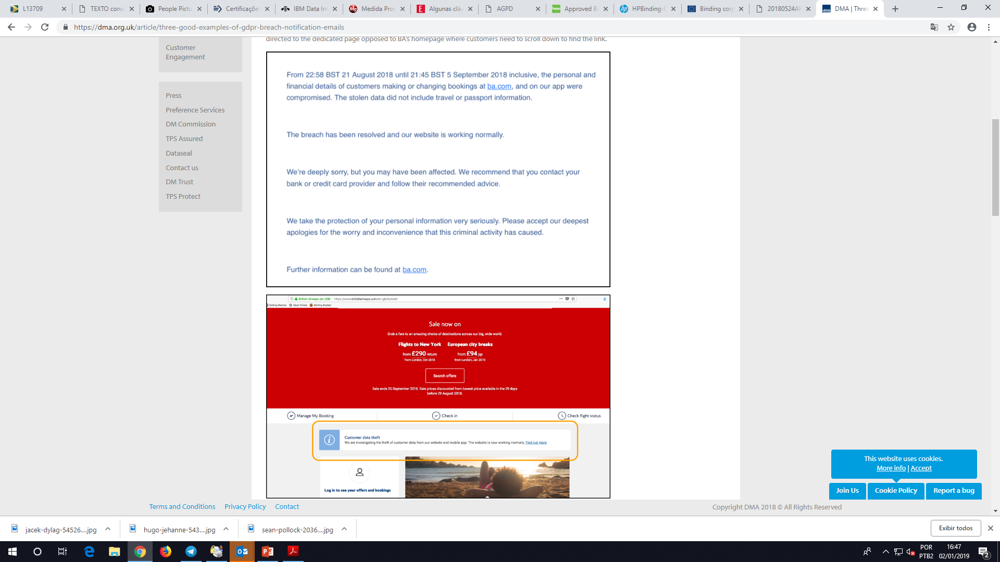 L13709
TEXTO cons
People Pictu
Certificações
IBM Data Int
Medida Prov
Algunas cláu
AGPD
Approved Bi
HPBinding-C
Binding corp
20180524AF
DMA | Three
https://dma.org.uk/article/three-good-examples-of-gdpr-breach-notification-emails
directed to the dedicated page opposed to BA's homepage where customers need to scroll down to find the link.
Customer
Engagement
Press
Preference Services
DM Commission
TPS Assured
Dataseal
Contact us
DM Trust
TPS Protect
From 22:58 BST 21 August 2018 until 21:45 BST 5 September 2018 inclusive, the personal and
financial details of customers making or changing bookings at ba.com, and on our app were
compromised. The stolen data did not include travel or passport information.
The breach has been resolved and our website is working normally.
We're deeply sorry, but you may have been affected. We recommend that you contact your
bank or credit card provider and follow their recommended advice.
We take the protection of your personal information very seriously. Please accept our deepest
apologies for the worry and inconvenience that this criminal activity has caused.
Further information can be found at ba.com.
British Airways plc (GB) https://www.britishairways.com/en-gb/home#/
Getting Started Most Visited Getting Started
Sale now on
Grab a fare to an amazing choice of destinations across our big, wide world.
Flights to New York European city breaks
from £290 return from £94 pp
from London, Oct 2018 from London, Jan 2019
Search offers
Sale ends 25 September 2018. Sale prices discounted from lowest price available in the 29 days
before 29 August 2018.
Manage My Booking Check in Check flight status
Customer data theft
We are investigating the theft of customer data from our website and mobile app. The website is now working normally. Find out more
Log in to see your offers and bookings
This website uses cookies.
More info | Accept
Join Us Cookie Policy Report a bug
Terms and Conditions Privacy Policy Contact
Copyright DMA 2018 © All Rights Reserved
jacek-dylag-54526....jpg
hugo-jehanne-543....jpg
sean-pollock-2036....jpg
Exibir todos
POR
PTB2
16:47
02/01/2019
2